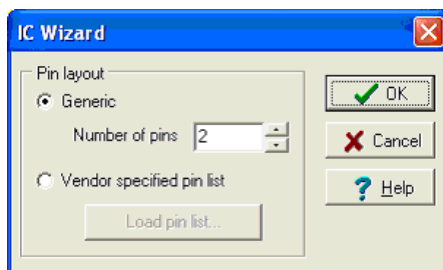 IC Wizard
Pin layout
Generic
Number of pins 2
Vendor specified pin list
Load pin list...
OK
Cancel
Help